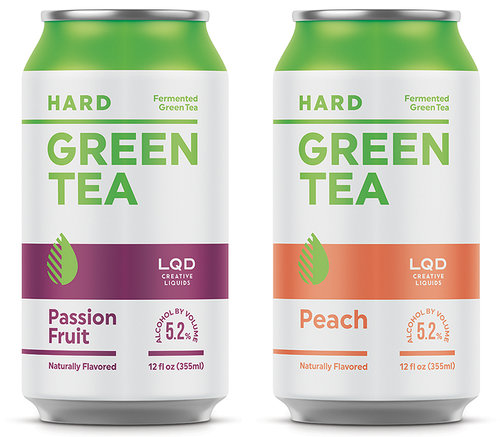 HARD
Fermented
Green Tea
GREEN
TEA
LQD
CREATIVE
LIQUIDS
Passion
Fruit
ALCOHOL BY VOLUME
5.2%
Naturally Flavored
12 fl oz (355ml)
HARD
Fermented
Green Tea
GREEN
TEA
LQD
CREATIVE
LIQUIDS
Peach
ALCOHOL BY VOLUME
5.2%
Naturally Flavored
12 fl oz (355ml)